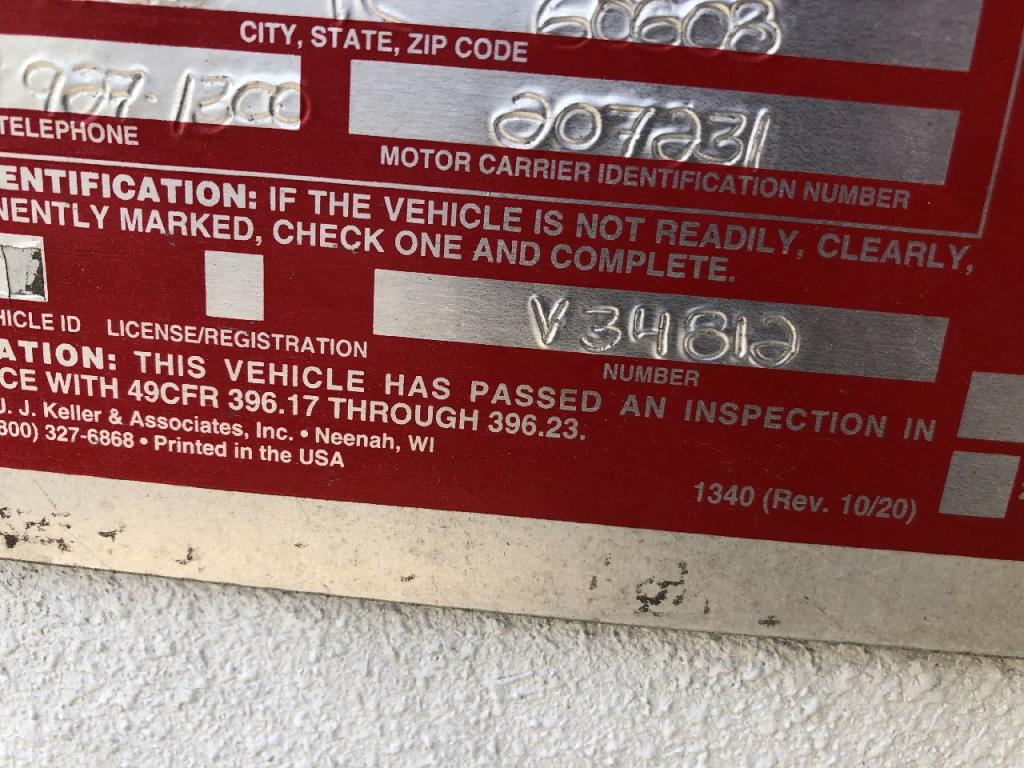 60608
CITY, STATE, ZIP CODE
927-1300
207231
TELEPHONE
MOTOR CARRIER IDENTIFICATION NUMBER
ENTIFICATION: IF THE VEHICLE IS NOT READILY, CLEARLY,
NENTLY MARKED, CHECK ONE AND COMPLETE.
V34812
HICLE ID LICENSE/REGISTRATION
NUMBER
ATION: THIS VEHICLE HAS PASSED AN INSPECTION IN
CE WITH 49CFR 396.17 THROUGH 396.23.
J. J. Keller & Associates, Inc. • Neenah, WI
800) 327-6868 • Printed in the USA
1340 (Rev. 10/20)